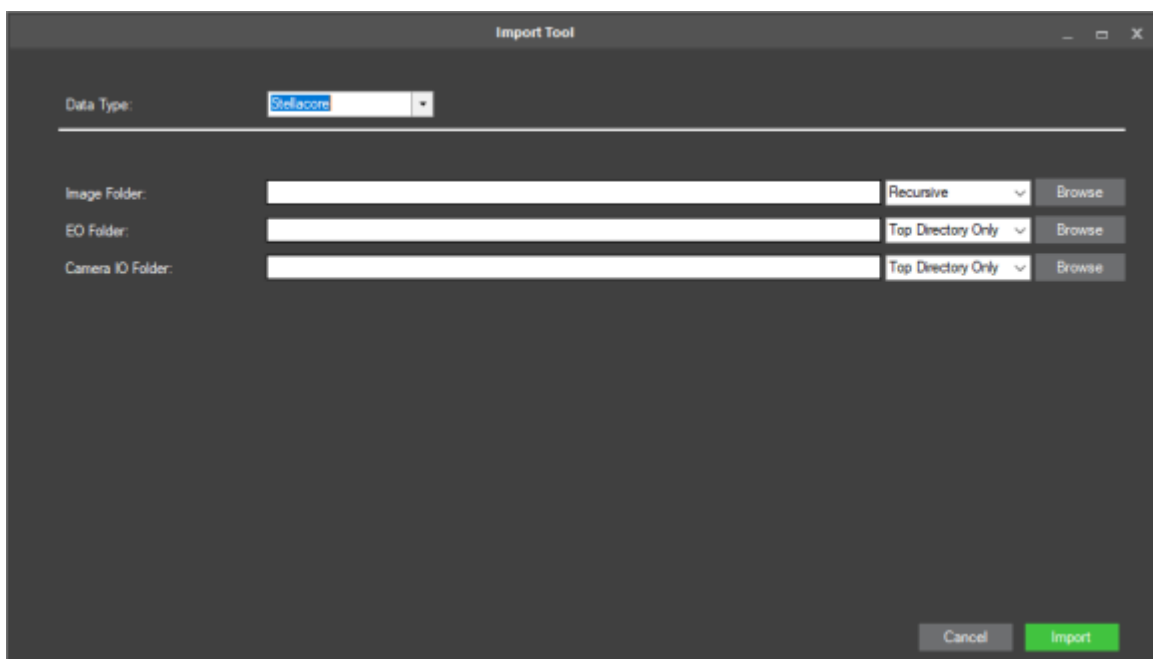 Import Tool
Data Type: Stellacore
Image Folder: Recursive Browse
EO Folder: Top Directory Only Browse
Camera IO Folder: Top Directory Only Browse
Cancel Import